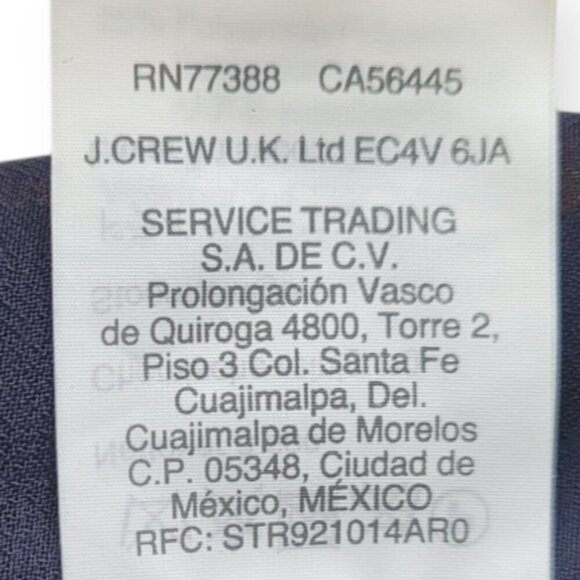 RN77388 CA56445
J.CREW U.K. Ltd EC4V 6JA
SERVICE TRADING
S.A. DE C.V.
Prolongación Vasco
de Quiroga 4800, Torre 2,
Piso 3 Col. Santa Fe
Cuajimalpa, Del.
Cuajimalpa de Morelos
C.P. 05348, Ciudad de
México, MÉXICO
RFC: STR921014AR0